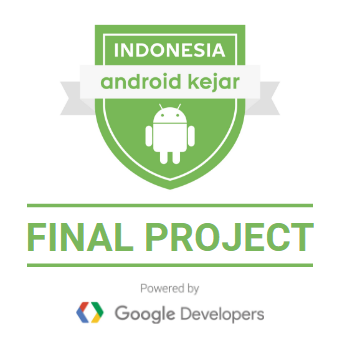 INDONESIA
android kejar
FINAL PROJECT
Powered by
Google Developers